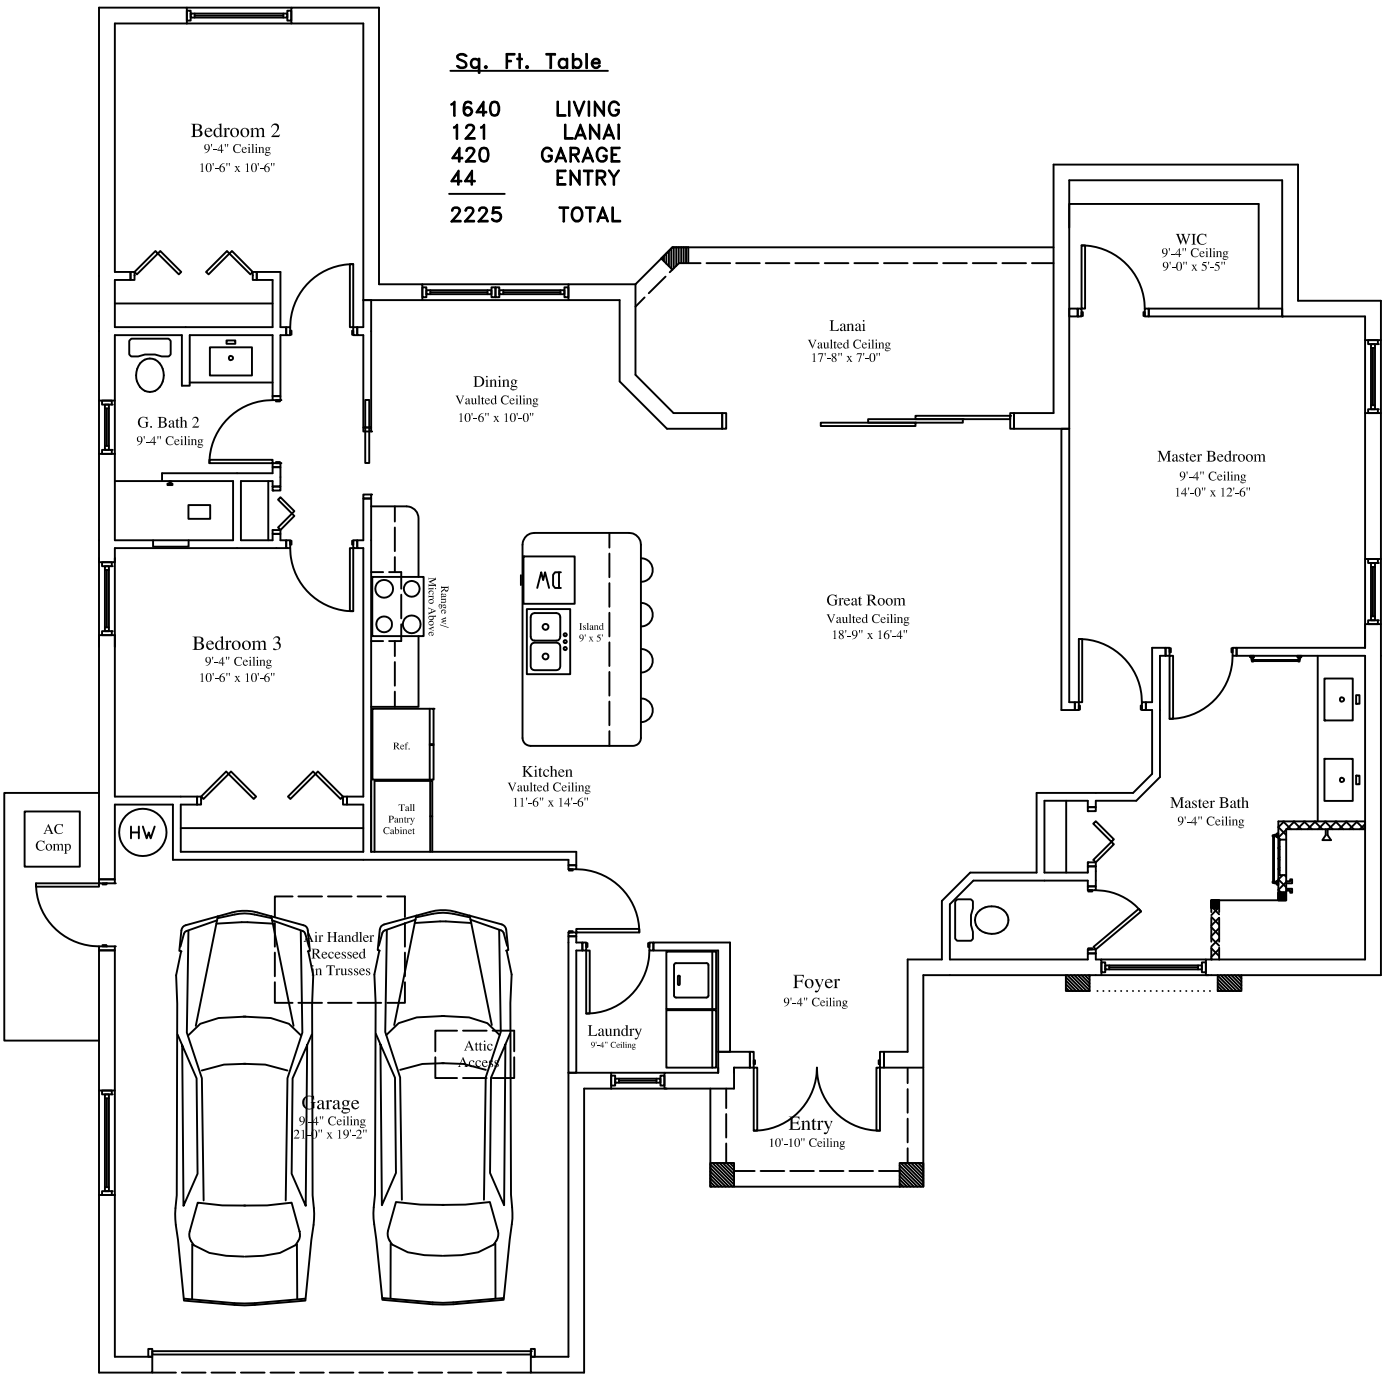 Sq. Ft. Table
1640 LIVING
121 LANAI
420 GARAGE
44 ENTRY
2225 TOTAL
Bedroom 2
9'-4" Ceiling
10'-6" x 10'-6"
WIC
9'-4" Ceiling
9'-0" x 5'-5"
Lanai
Vaulted Ceiling
17'-8" x 7'-0"
Dining
Vaulted Ceiling
10'-6" x 10'-0"
G. Bath 2
9'-4" Ceiling
Master Bedroom
9'-4" Ceiling
14'-0" x 12'-6"
DW
Range w/
Micro Above
Island
9' x 5'
Great Room
Vaulted Ceiling
18'-9" x 16'-4"
Bedroom 3
9'-4" Ceiling
10'-6" x 10'-6"
Ref.
Kitchen
Vaulted Ceiling
11'-6" x 14'-6"
Tall
Pantry
Cabinet
Master Bath
9'-4" Ceiling
AC
Comp
HW
Air Handler
Recessed
in Trusses
Foyer
9'-4" Ceiling
Laundry
9'-4" Ceiling
Attic
Access
Garage
9'-4" Ceiling
21'-0" x 19'-2"
Entry
10'-10" Ceiling